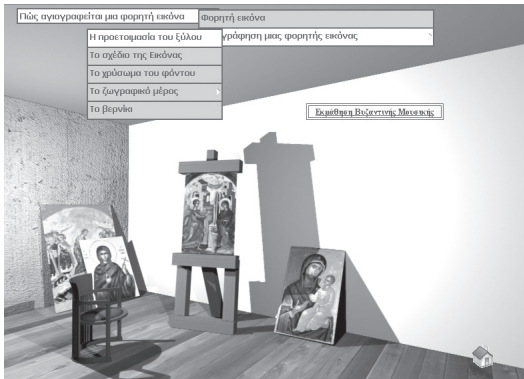 Πώς αγιογραφείται μια φορητή εικόνα
Φορητή εικόνα
γράφηση μιας φορητής εικόνας
Η προετοιμασία του ξύλου
Το σχέδιο της Εικόνας
Το χρύσωμα του φόντου
Το ζωγραφικό μέρος
Το βερνίκι
Εκμάθηση Βυζαντινής Μουσικής